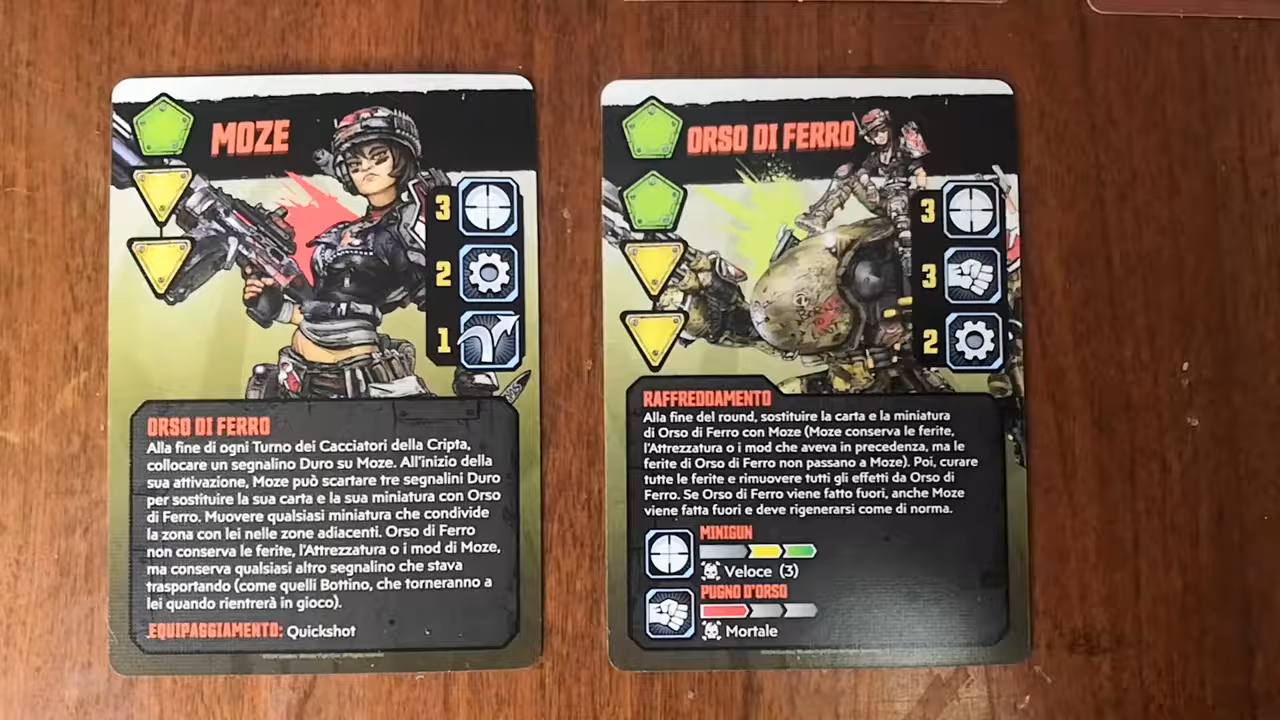 MOZE
3
2
1
ORSO DI FERRO
Alla fine di ogni Turno dei Cacciatori della Cripta,
collocare un segnalino Duro su Moze. All'inizio della
sua attivazione, Moze può scartare tre segnalini Duro
per sostituire la sua carta e la sua miniatura con Orso
di Ferro. Muovere qualsiasi miniatura che condivide
la zona con lei nelle zone adiacenti. Orso di Ferro
non conserva le ferite, l'Attrezzatura o i mod di Moze,
ma conserva qualsiasi altro segnalino che stava
trasportando (come quelli Bottino, che torneranno a
lei quando rientrerà in gioco).
EQUIPAGGIAMENTO: Quickshot
ORSO DI FERRO
3
3
2
RAFFREDDAMENTO
Alla fine del round, sostituire la carta e la miniatura
di Orso di Ferro con Moze (Moze conserva le ferite,
l'Attrezzatura o i mod che aveva in precedenza, ma le
ferite di Orso di Ferro non passano a Moze). Poi, curare
tutte le ferite e rimuovere tutti gli effetti da Orso di
Ferro. Se Orso di Ferro viene fatto fuori, anche Moze
viene fatta fuori e deve rigenerarsi come di norma.
MINIGUN
Veloce (3)
PUGNO D'ORSO
Mortale